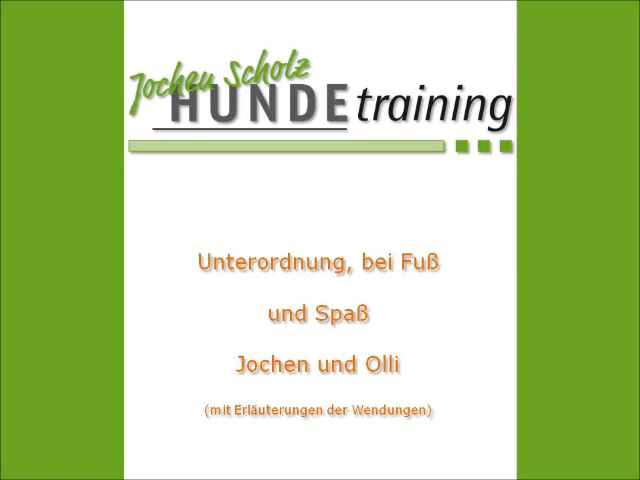 Jochen Scholz
HUNDEtraining
Unterordnung, bei Fuß
und Spaß
Jochen und Olli
(mit Erläuterungen der Wendungen)